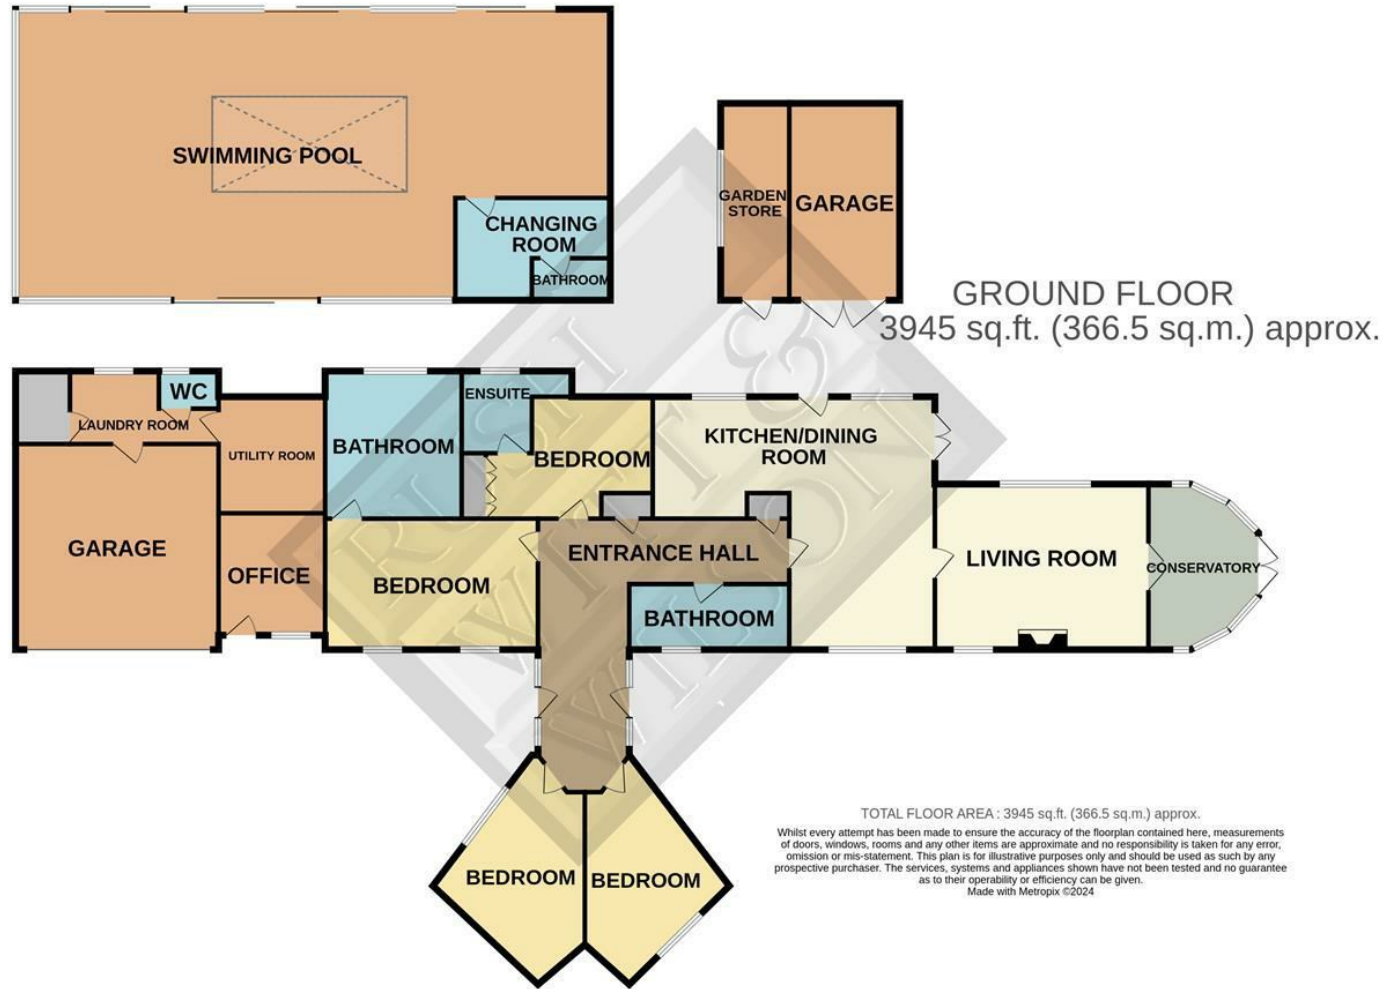 SWIMMING POOL
CHANGING
ROOM
BATHROOM
GARDEN
STORE
GARAGE
GROUND FLOOR
3945 sq.ft. (366.5 sq.m.) approx.
WC
LAUNDRY ROOM
UTILITY ROOM
GARAGE
OFFICE
BATHROOM
ENSUITE
BEDROOM
BEDROOM
KITCHEN/DINING
ROOM
ENTRANCE HALL
BATHROOM
LIVING ROOM
CONSERVATORY
BEDROOM
BEDROOM
RUSH
WITT &
WILSON
TOTAL FLOOR AREA : 3945 sq.ft. (366.5 sq.m.) approx.
Whilst every attempt has been made to ensure the accuracy of the floorplan contained here, measurements
of doors, windows, rooms and any other items are approximate and no responsibility is taken for any error,
omission or mis-statement. This plan is for illustrative purposes only and should be used as such by any
prospective purchaser. The services, systems and appliances shown have not been tested and no guarantee
as to their operability or efficiency can be given.
Made with Metropix ©2024